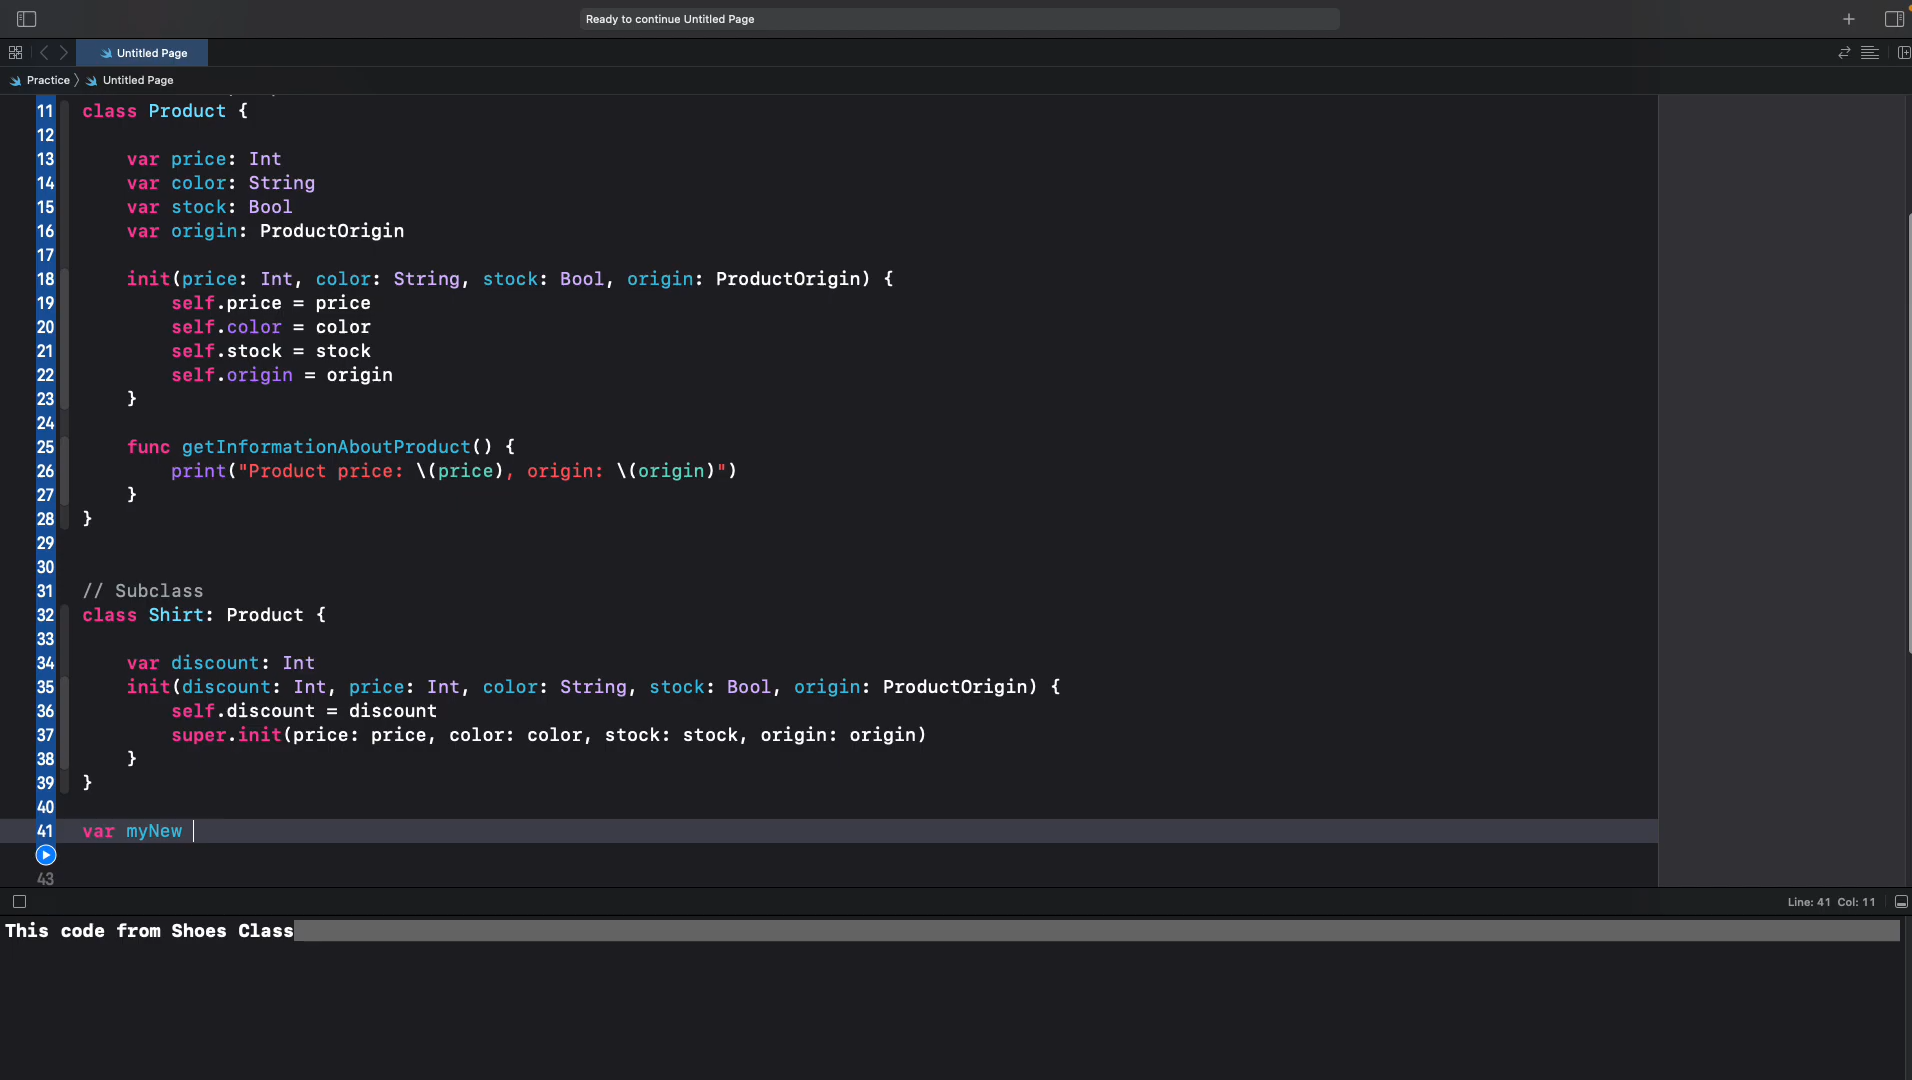 Ready to continue Untitled Page
Untitled Page
Practice 〉 Untitled Page
11 class Product {
12
13     var price: Int
14     var color: String
15     var stock: Bool
16     var origin: ProductOrigin
17
18     init(price: Int, color: String, stock: Bool, origin: ProductOrigin) {
19         self.price = price
20         self.color = color
21         self.stock = stock
22         self.origin = origin
23     }
24
25     func getInformationAboutProduct() {
26         print("Product price: \(price), origin: \(origin)")
27     }
28 }
29
30
31 // Subclass
32 class Shirt: Product {
33
34     var discount: Int
35     init(discount: Int, price: Int, color: String, stock: Bool, origin: ProductOrigin) {
36         self.discount = discount
37         super.init(price: price, color: color, stock: stock, origin: origin)
38     }
39 }
40
41 var myNew
43
Line: 41 Col: 11
This code from Shoes Class